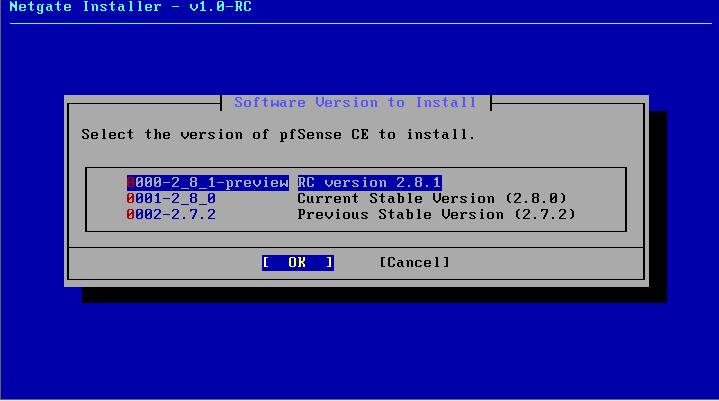 Netgate Installer - v1.0-RC
Software Version to Install
Select the version of pfSense CE to install.
0000-2_8_1-preview RC version 2.8.1
0001-2_8_0 Current Stable Version (2.8.0)
0002-2.7.2 Previous Stable Version (2.7.2)
[ OK ] [Cancel]